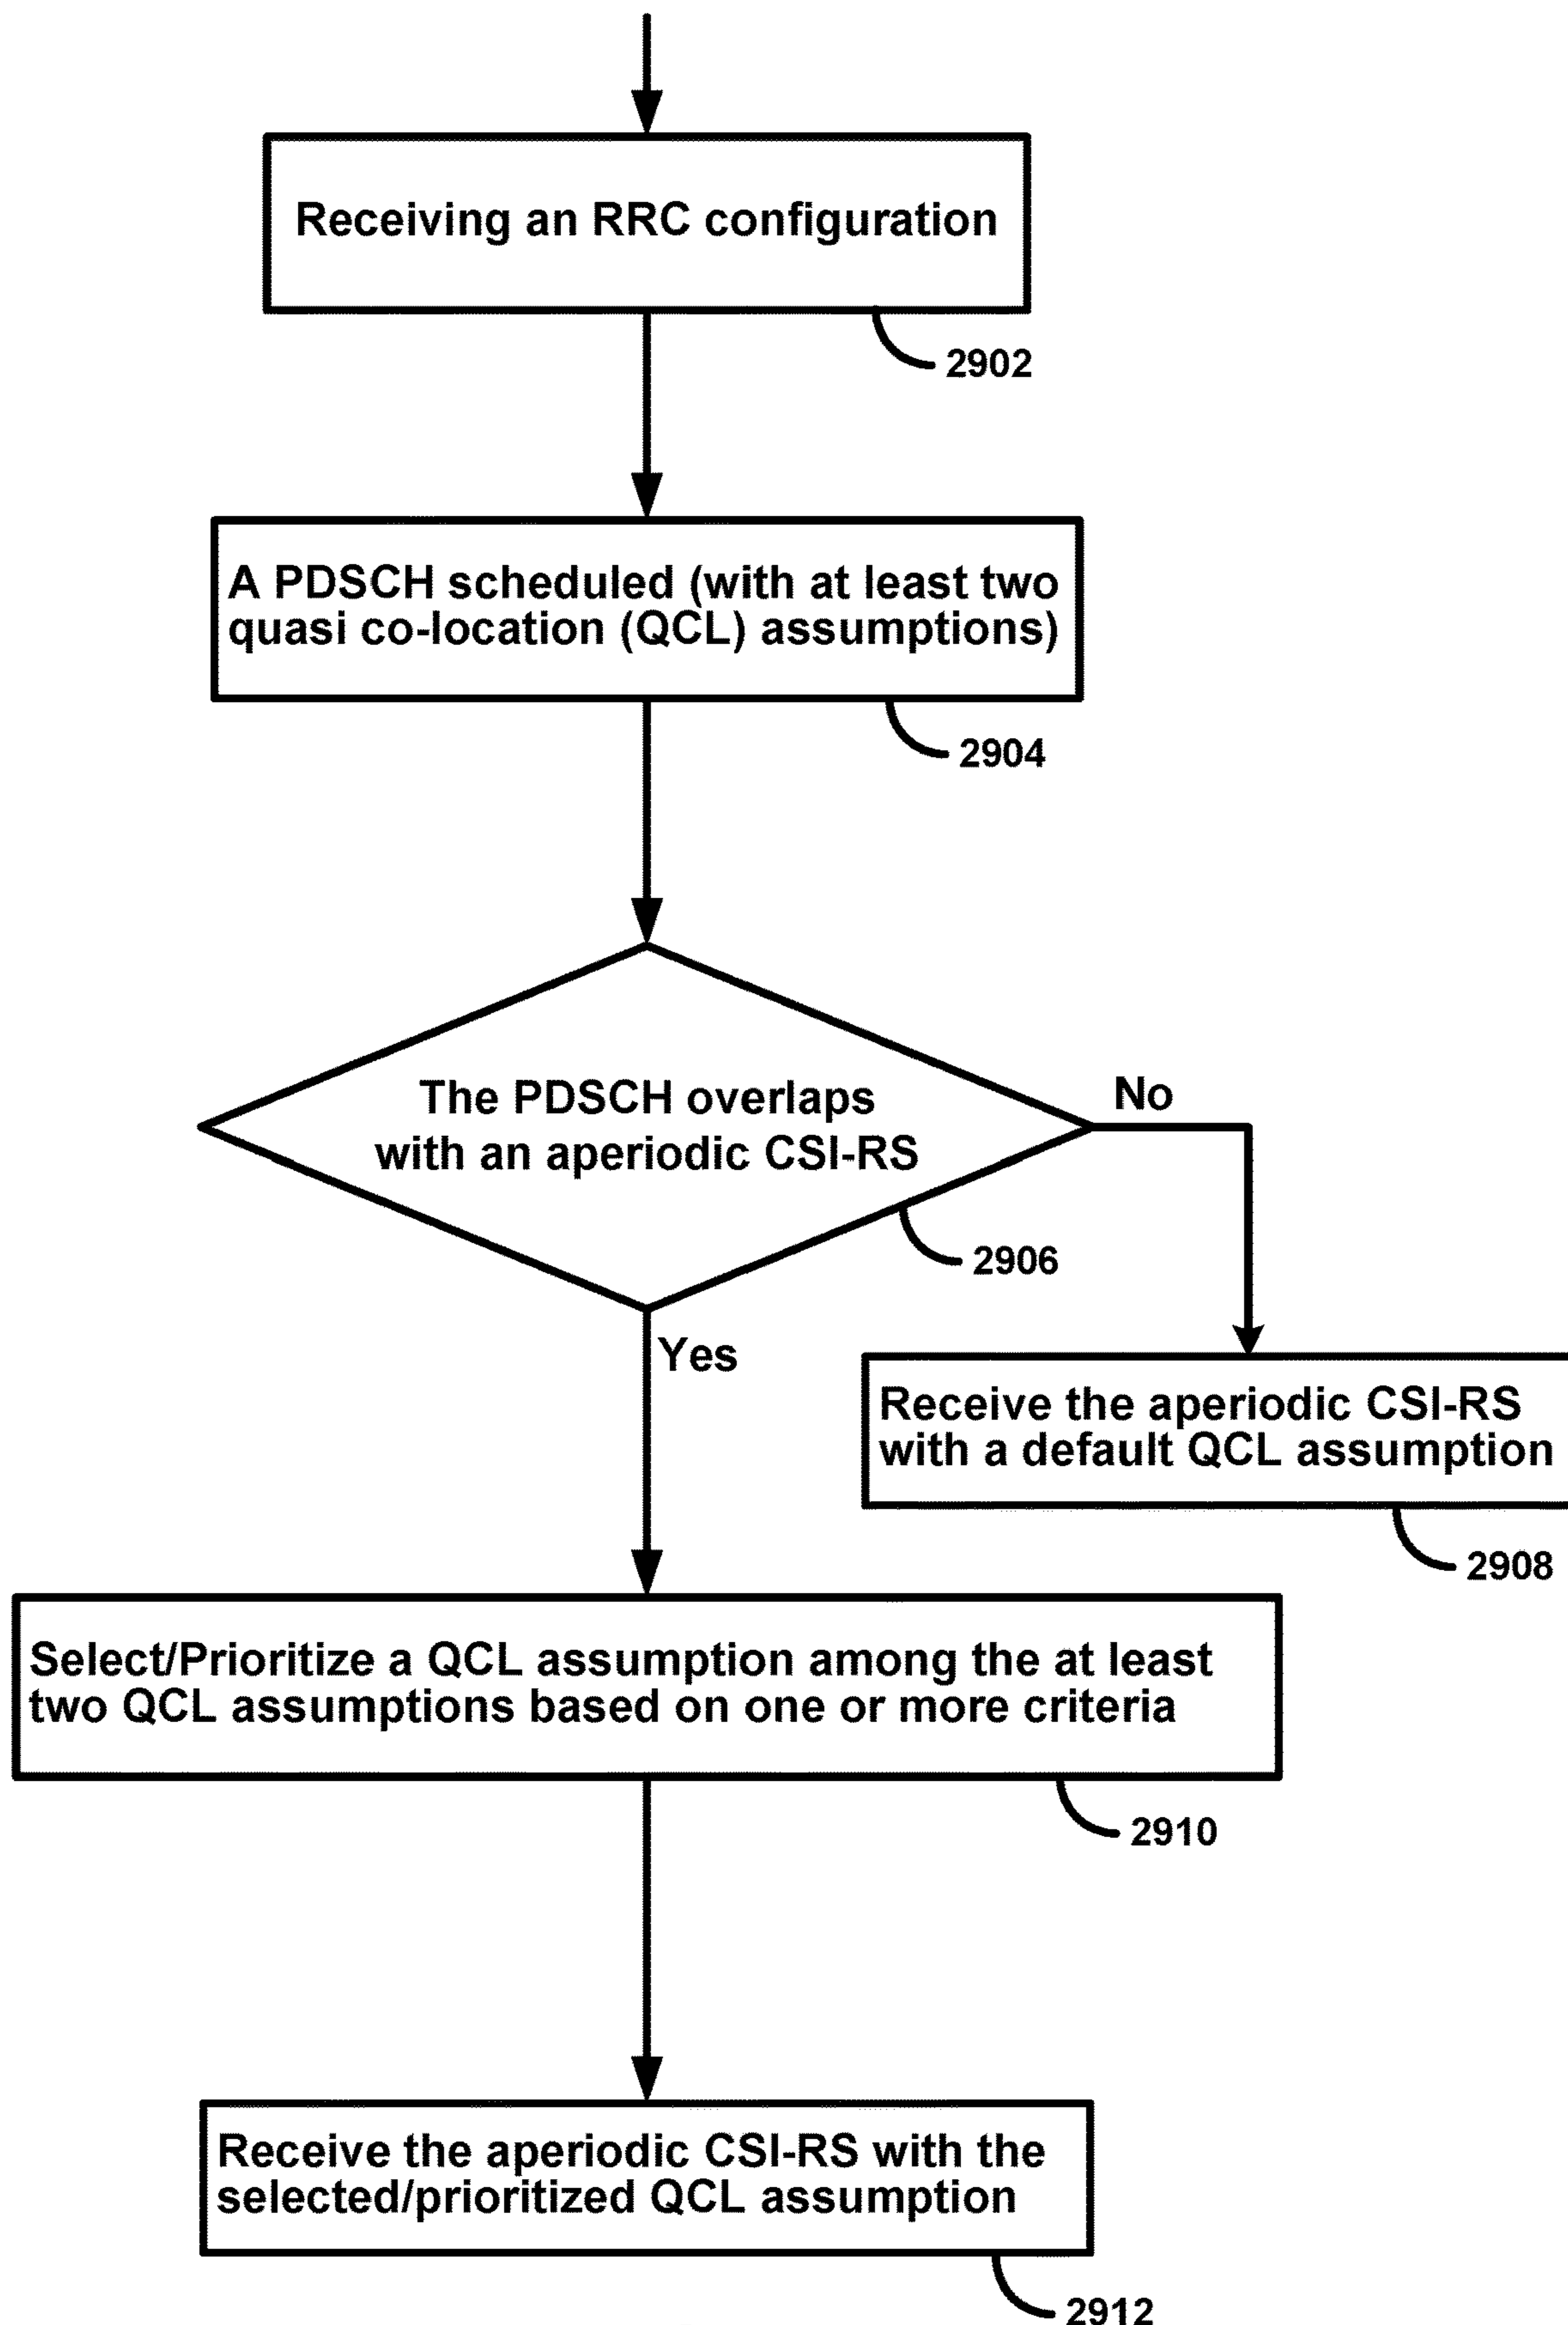 Receiving an RRC configuration
2902
A PDSCH scheduled (with at least two
quasi co-location (QCL) assumptions)
2904
The PDSCH overlaps
with an aperiodic CSI-RS
No
2906
Yes
Receive the aperiodic CSI-RS
with a default QCL assumption
2908
Select/Prioritize a QCL assumption among the at least
two QCL assumptions based on one or more criteria
2910
Receive the aperiodic CSI-RS with the
selected/prioritized QCL assumption
2912